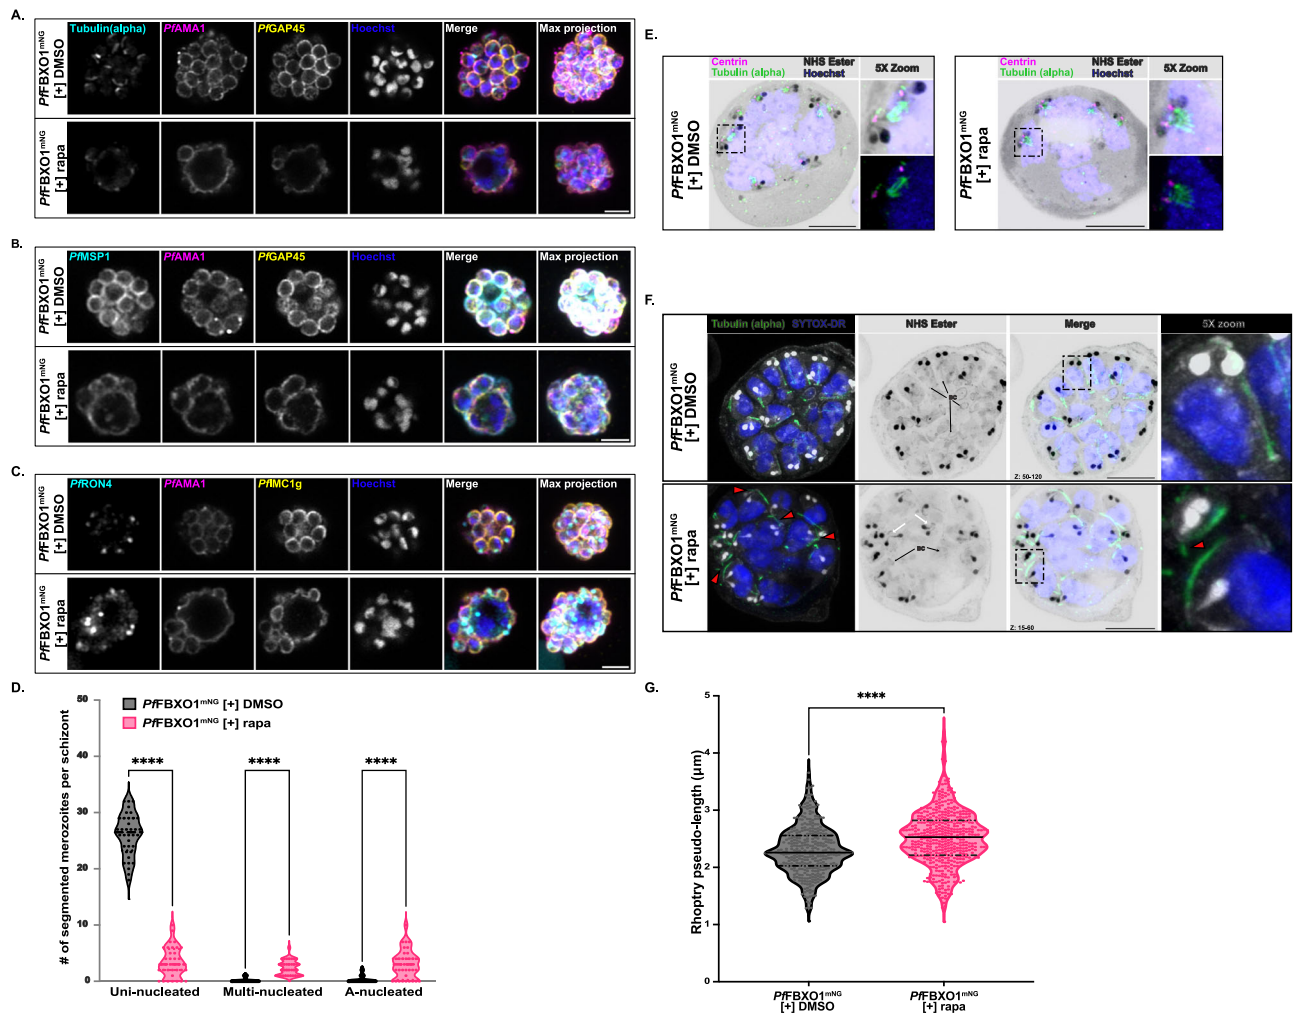 A.
PfFBXO1mNG
[+] DMSO
Tubulin(alpha) PfAMA1 PfGAP45 Hoechst Merge Max projection
PfFBXO1mNG
[+] rapa
B.
PfFBXO1mNG
[+] DMSO
PfMSP1 PfAMA1 PfGAP45 Hoechst Merge Max projection
PfFBXO1mNG
[+] rapa
C.
PfFBXO1mNG
[+] DMSO
PfRON4 PfAMA1 PfIMC1g Hoechst Merge Max projection
PfFBXO1mNG
[+] rapa
D.
# of segmented merozoites per schizont
50
40
30
20
10
0
PfFBXO1mNG [+] DMSO
PfFBXO1mNG [+] rapa
**** **** ****
Uni-nucleated Multi-nucleated A-nucleated
E.
PfFBXO1mNG
[+] DMSO
Centrin NHS Ester 5X Zoom
Tubulin (alpha) Hoechst
PfFBXO1mNG
[+] rapa
Centrin NHS Ester 5X Zoom
Tubulin (alpha) Hoechst
F.
Tubulin (alpha) SYTOX-DR NHS Ester Merge 5X zoom
PfFBXO1mNG
[+] DMSO
BC
Z: 50-120
PfFBXO1mNG
[+] rapa
BC
Z: 15-60
G.
Rhoptry pseudo-length (µm)
5
4
3
2
1
0
****
PfFBXO1mNG
[+] DMSO
PfFBXO1mNG
[+] rapa